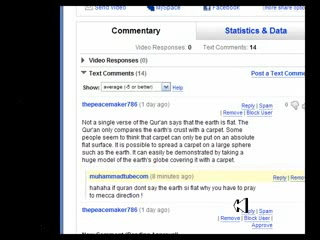 Send Video MySpace Facebook (more share option
Commentary Statistics & Data
Video Responses: 0 Text Comments: 14
Video Responses (0)
Text Comments (14) Post a Text Comme
Show: average (-5 or better) Help
thepeacemaker786 (1 day ago) Reply | Spam 0
| Remove | Block User
Not a single verse of the Qur'an says that the earth is flat. The
Qur'an only compares the earth's crust with a carpet. Some
people seem to think that carpet can only be put on an absolute
flat surface. It is possible to spread a carpet on a large sphere
such as the earth. It can easily be demonstrated by taking a
huge model of the earth's globe covering it with a carpet.
muhammadtubecom (8 minutes ago) Reply | Remo
hahaha if quran dont say the earth si flat why you have to pray
to mecca direction !
thepeacemaker786 (1 day ago) Spam
| Remove | Block User |
Approve